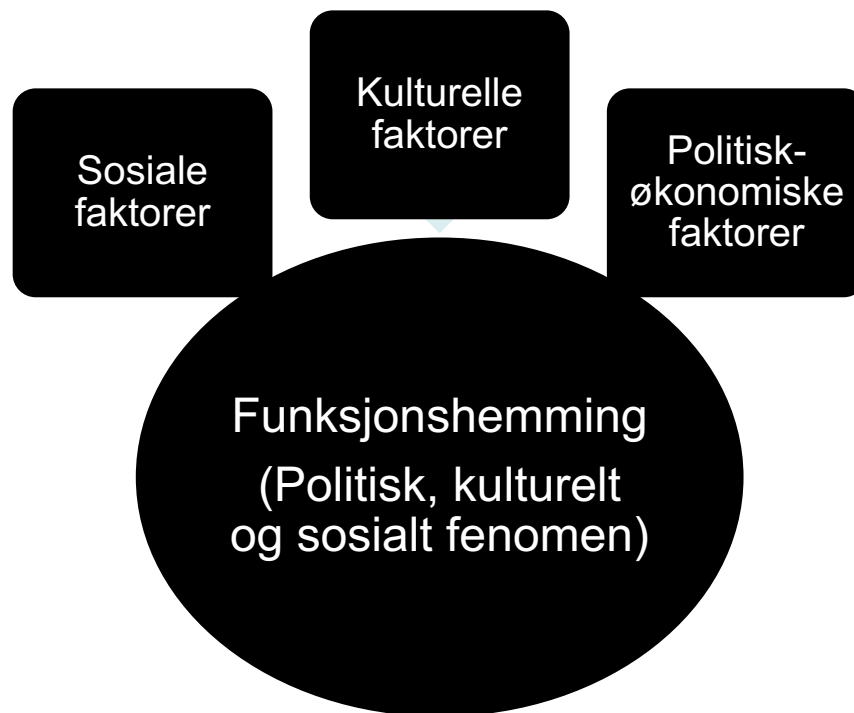 Sosiale
faktorer
Kulturelle
faktorer
Politisk-
økonomiske
faktorer
Funksjonshemming
(Politisk, kulturelt
og sosialt fenomen)